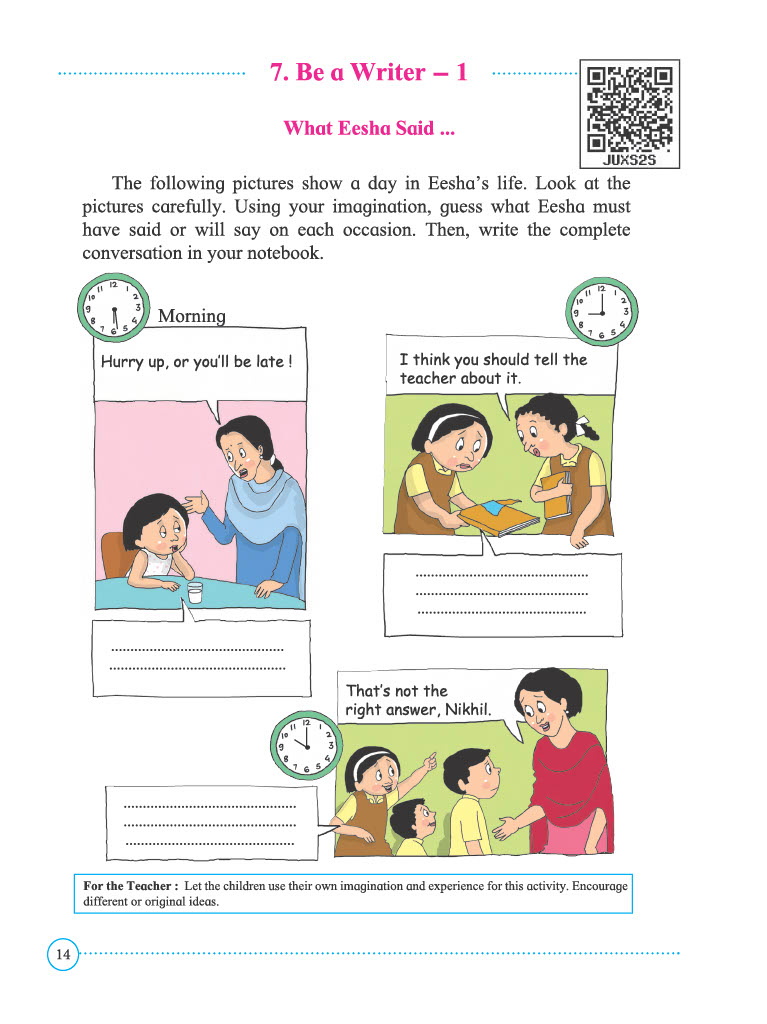 7. Be a Writer – 1
JUXS2S
What Eesha Said ...
The following pictures show a day in Eesha's life. Look at the
pictures carefully. Using your imagination, guess what Eesha must
have said or will say on each occasion. Then, write the complete
conversation in your notebook.
12 1 2 3 4 5 6 7 8 9 10 11
Morning
Hurry up, or you'll be late !
12 1 2 3 4 5 6 7 8 9 10 11
I think you should tell the
teacher about it.
12 1 2 3 4 5 6 7 8 9 10 11
That's not the
right answer, Nikhil.
For the Teacher : Let the children use their own imagination and experience for this activity. Encourage
different or original ideas.
14